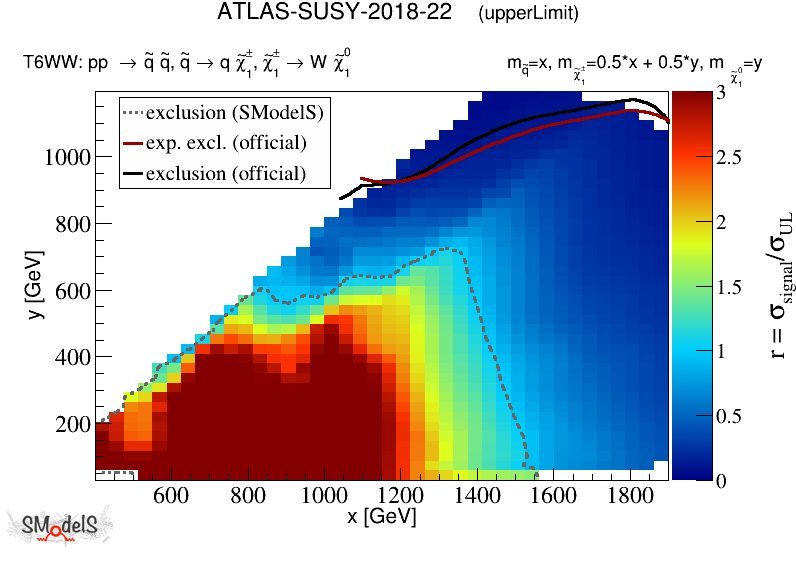 ATLAS-SUSY-2018-22 (upperLimit)
T6WW: pp → q̃ q̃, q̃ → q χ̃₁±, χ̃₁± → W χ̃₁⁰
m_q̃=x, m_χ̃₁±=0.5*x + 0.5*y, m_χ̃₁⁰=y
exclusion (SModelS)
exp. excl. (official)
exclusion (official)
y [GeV]
1000
800
600
400
200
600 800 1000 1200 1400 1600 1800
x [GeV]
3
2.5
2
1.5
1
0.5
0
r = σ_signal/σ_UL
SModelS